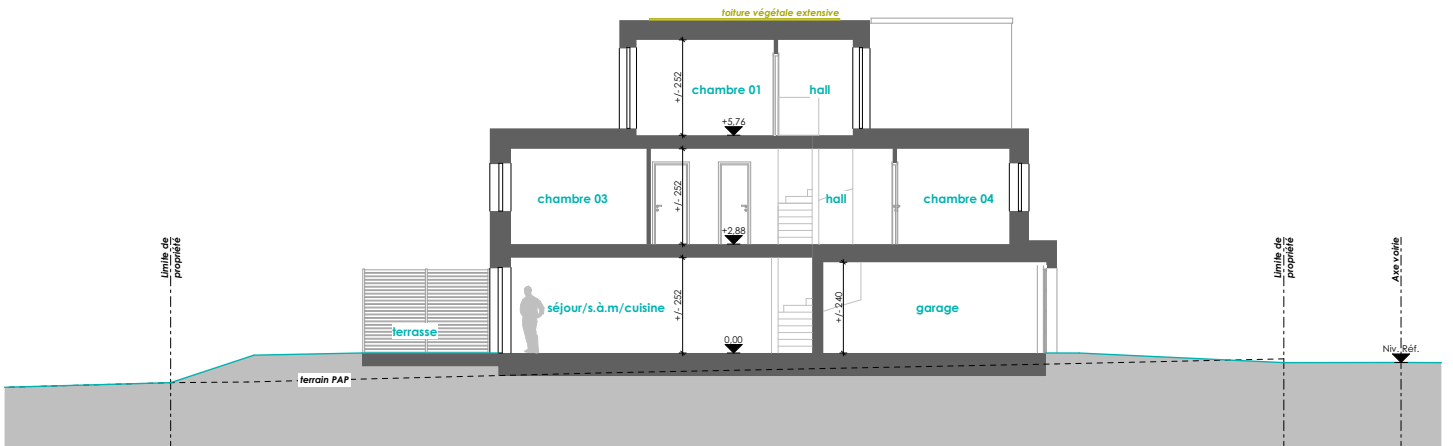 toiture végétale extensive
+/- 252
chambre 01
hall
+5,76
+/- 252
chambre 03
hall
chambre 04
+2,88
Limite de
propriété
Limite de
propriété
Axe voirie
séjour/s.à.m/cuisine
+/- 252
+/- 240
garage
terrasse
0,00
Niv. Réf.
terrain PAP